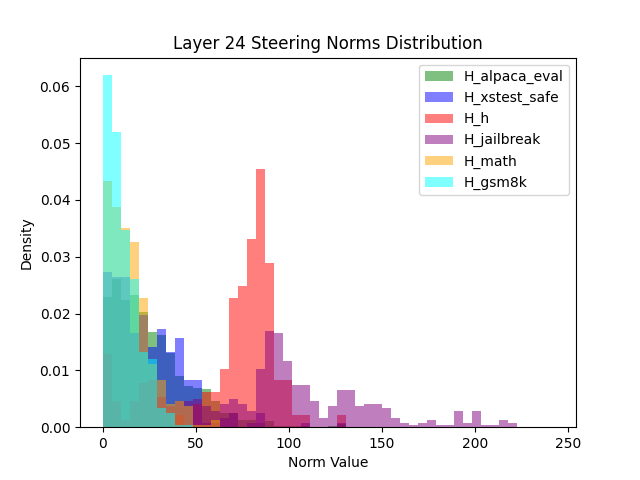 Layer 24 Steering Norms Distribution
H_alpaca_eval
H_xstest_safe
H_h
H_jailbreak
H_math
H_gsm8k
0.06
0.05
0.04
0.03
0.02
0.01
0.00
Density
0 50 100 150 200 250
Norm Value